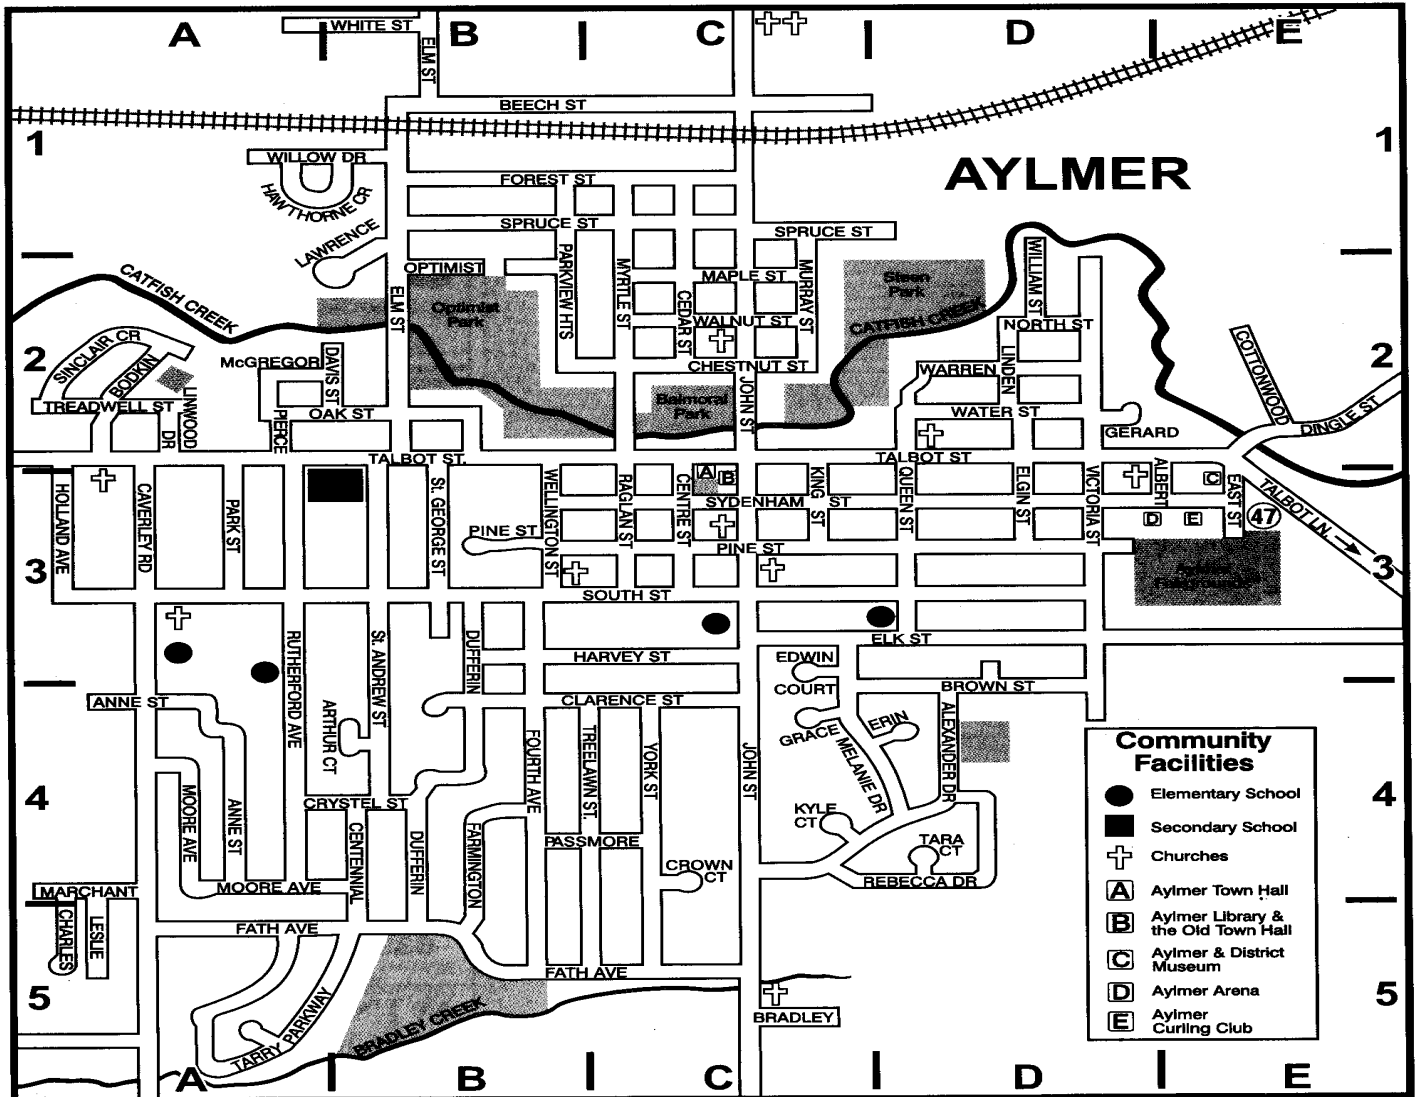 WHITE ST
A
B
C
D
E
ELM ST
BEECH ST
1
1
WILLOW DR
HAWTHORNE CR
AYLMER
FOREST ST
SPRUCE ST
SPRUCE ST
LAWRENCE
OPTIMIST
PARKVIEW HTS
MYRTLE ST
MAPLE ST
MURRAY ST
Steen
Park
WILLIAM ST
CATFISH CREEK
ELM ST
Optimist
Park
CEDAR ST
WALNUT ST
CATFISH CREEK
NORTH ST
SINCLAIR CR
BODKIN
McGREGOR
DAVIS ST
CHESTNUT ST
WARREN
LINDEN
COTTONWOOD
2
2
TREADWELL ST
LINWOOD
DR
PIERCE
OAK ST
Balmoral
Park
JOHN ST
WATER ST
GERARD
DINGLE ST
TALBOT ST.
TALBOT ST
HOLLAND AVE
CAVERLEY RD
PARK ST
St. GEORGE ST
WELLINGTON ST
RAGLAN ST
CENTRE ST
A
B
SYDENHAM ST
KING ST
QUEEN ST
ELGIN ST
VICTORIA ST
ALBERT
C
EAST ST
TALBOT LN.
47
D
E
PINE ST
PINE ST
3
3
Aylmer
Fairgrounds
SOUTH ST
RUTHERFORD AVE
St. ANDREW ST
DUFFERIN
ELK ST
HARVEY ST
EDWIN
COURT
BROWN ST
ANNE ST
CLARENCE ST
ARTHUR CT
FOURTH AVE
TREELAWN ST.
YORK ST
JOHN ST
GRACE
ERIN
MELANIE DR
ALEXANDER DR
4
4
MOORE AVE
ANNE ST
CRYSTEL ST
CENTENNIAL
DUFFERIN
FARMINGTON
PASSMORE
CROWN
CT
KYLE
CT
TARA
CT
REBECCA DR
MARCHANT
MOORE AVE
CHARLES
LESLIE
FATH AVE
FATH AVE
5
5
TARRY PARKWAY
BRADLEY CREEK
BRADLEY
A
B
C
D
E
Community
Facilities
Elementary School
Secondary School
Churches
A Aylmer Town Hall
B Aylmer Library &
the Old Town Hall
C Aylmer & District
Museum
D Aylmer Arena
E Aylmer
Curling Club